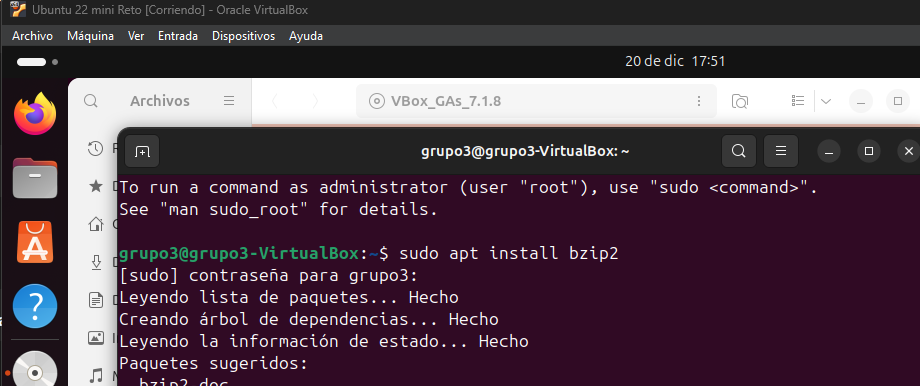 Ubuntu 22 mini Reto [Corriendo] - Oracle VirtualBox
Archivo Máquina Ver Entrada Dispositivos Ayuda
20 de dic 17:51
Archivos
VBox_GAs_7.1.8
grupo3@grupo3-VirtualBox: ~
To run a command as administrator (user "root"), use "sudo <command>".
See "man sudo_root" for details.
grupo3@grupo3-VirtualBox:~$ sudo apt install bzip2
[sudo] contraseña para grupo3:
Leyendo lista de paquetes... Hecho
Creando árbol de dependencias... Hecho
Leyendo la información de estado... Hecho
Paquetes sugeridos:
bzip2-doc